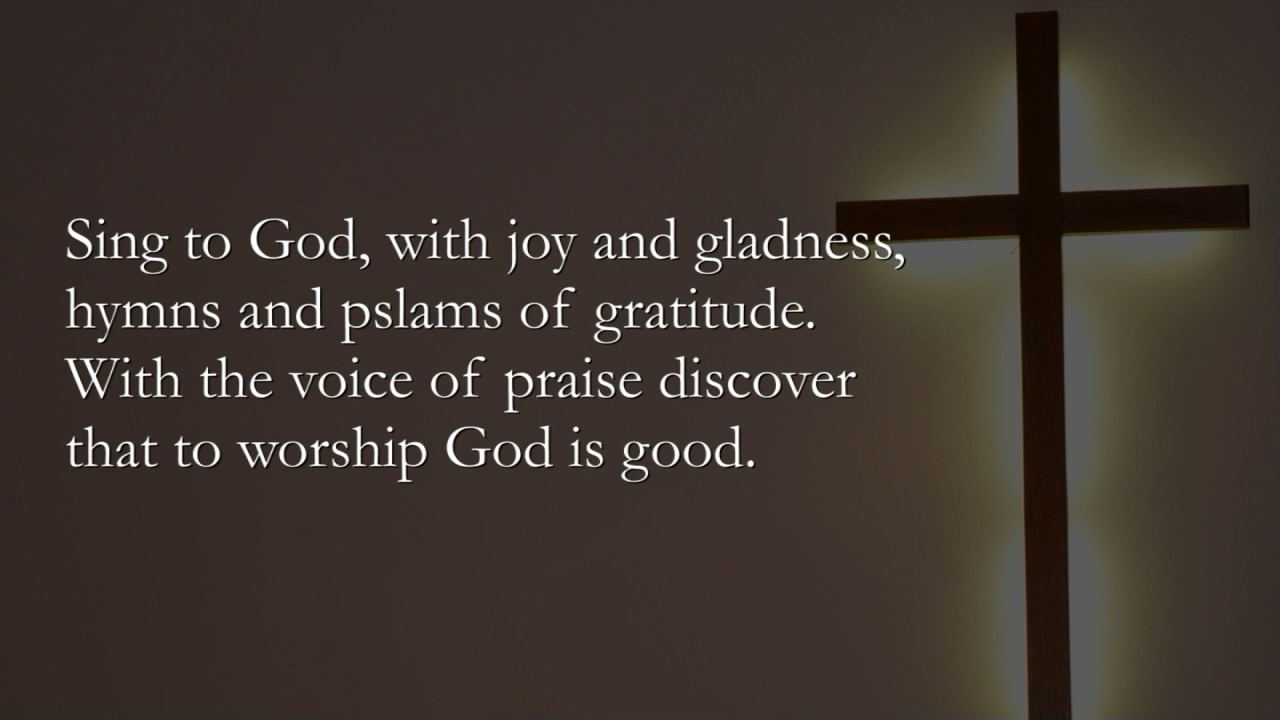 Sing to God, with joy and gladness,
hymns and pslams of gratitude.
With the voice of praise discover
that to worship God is good.